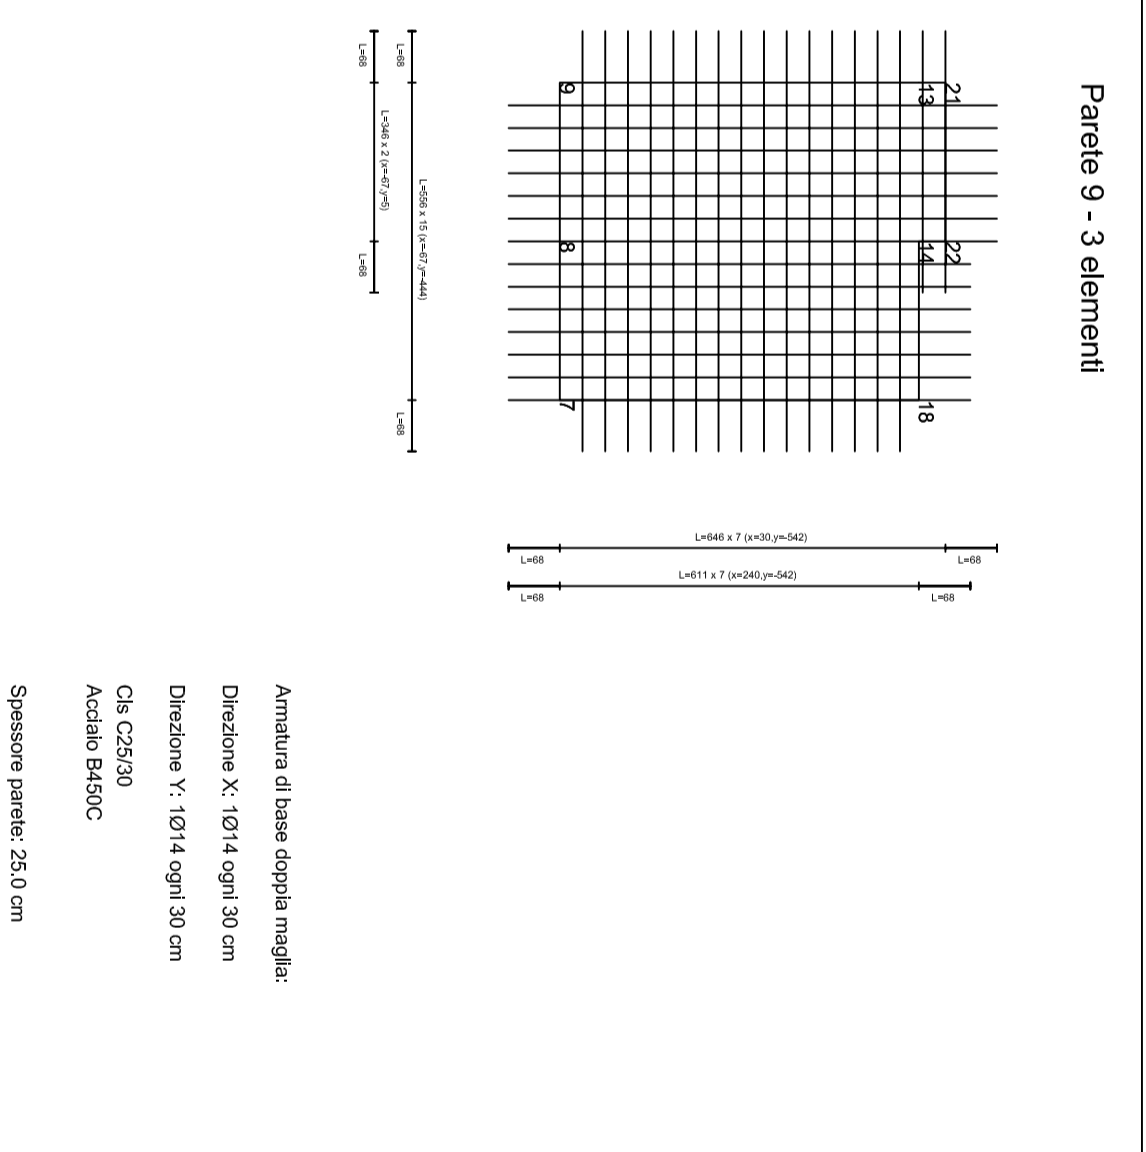 Parete 9 - 3 elementi
21
13
9
22
14
8
18
7
L=68
L=68
L=346 x 2 (x=-67,y=5)
L=556 x 15 (x=-67,y=-444)
L=68
L=68
L=646 x 7 (x=30,y=-542)
L=68
L=68
L=611 x 7 (x=240,y=-542)
L=68
L=68
Armatura di base doppia maglia:
Direzione X: 1Ø14 ogni 30 cm
Direzione Y: 1Ø14 ogni 30 cm
Cls C25/30
Acciaio B450C
Spessore parete: 25.0 cm